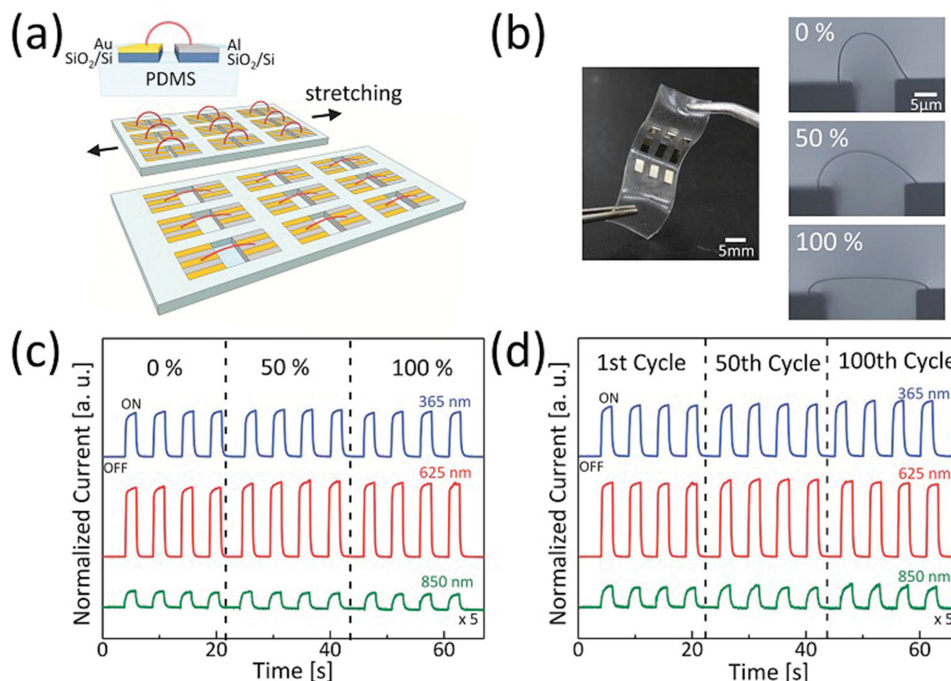 (a)
Au
SiO₂/Si
Al
SiO₂/Si
PDMS
stretching
(b)
5mm
0 %
5μm
50 %
100 %
(c)
Normalized Current [a. u.]
0 %
50 %
100 %
ON
OFF
365 nm
625 nm
850 nm
x 5
0
20
40
60
Time [s]
(d)
Normalized Current [a. u.]
1st Cycle
50th Cycle
100th Cycle
ON
OFF
365 nm
625 nm
850 nm
x 5
0
20
40
60
Time [s]